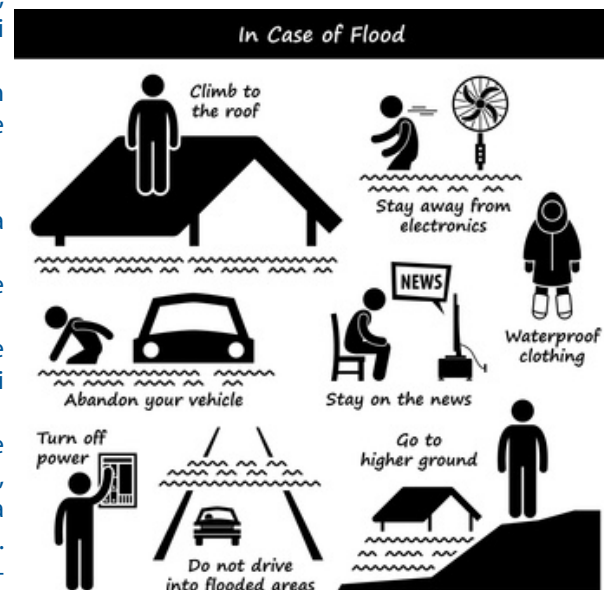 In Case of Flood
Climb to
the roof
Stay away from
electronics
Waterproof
clothing
NEWS
Abandon your vehicle
Stay on the news
Turn off
power
Go to
higher ground
Do not drive
into flooded areas